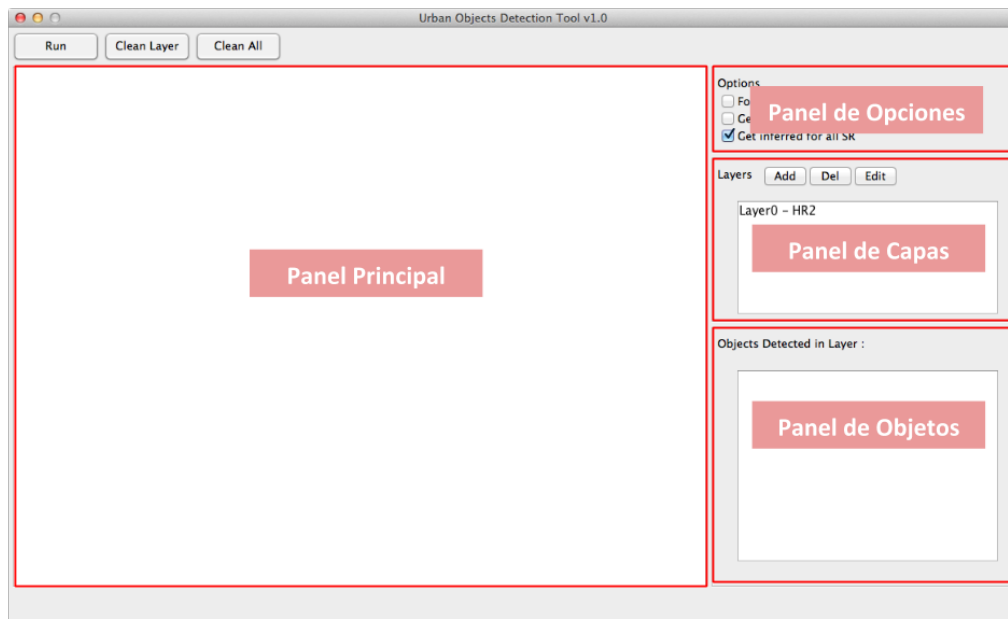 Urban Objects Detection Tool v1.0
Run Clean Layer Clean All
Options
Panel de Opciones
Get inferred for all SR
Layers Add Del Edit
Layer0 - HR2
Panel de Capas
Panel Principal
Objects Detected in Layer :
Panel de Objetos